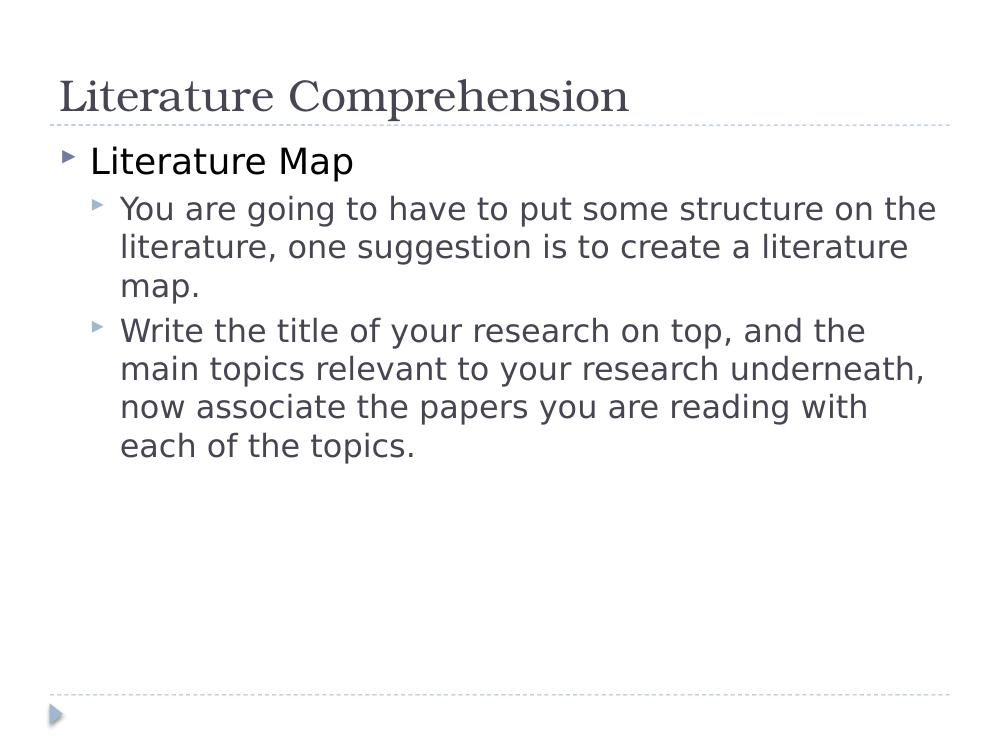 Literature Comprehension
Literature Map
You are going to have to put some structure on the
literature, one suggestion is to create a literature
map.
Write the title of your research on top, and the
main topics relevant to your research underneath,
now associate the papers you are reading with
each of the topics.